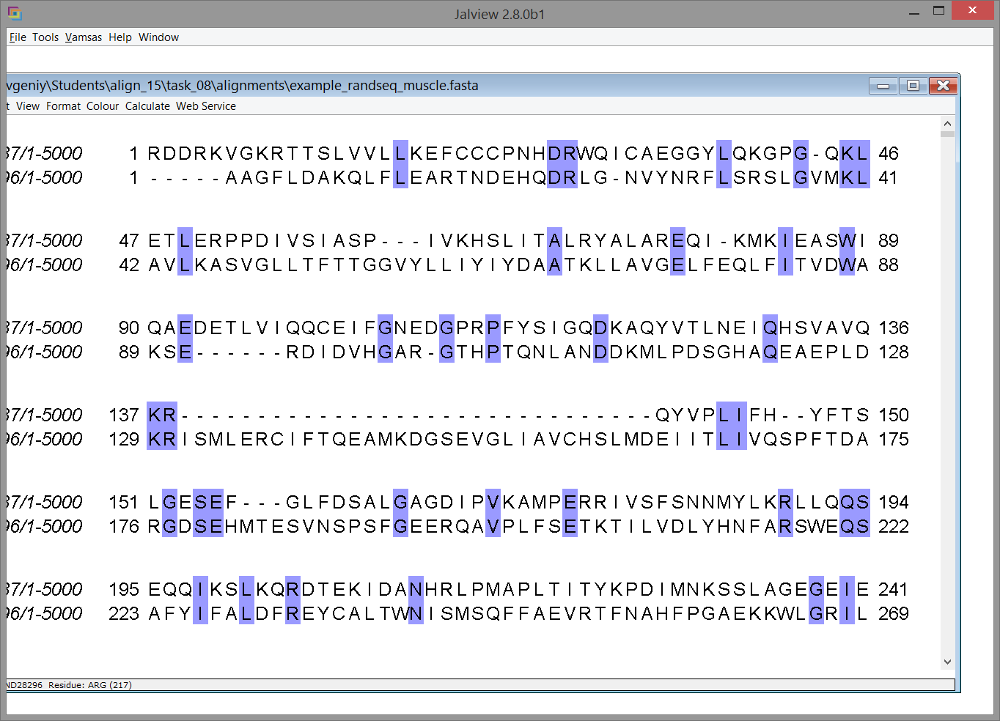 Jalview 2.8.0b1
File Tools Vamsas Help Window
vgeniy\Students\align_15\task_08\alignments\example_randseq_muscle.fasta
t View Format Colour Calculate Web Service
37/1-5000 1 RDDRKVGKRTTSLVVLLKEFCCCPNHDRWQICAEGGYLQKGPG-QKL 46
96/1-5000 1 -----AAGFLDAKQLFLEARTNDEHQDRLG-NVYNRFLSRSLGVMKL 41
37/1-5000 47 ETLERPPDIVSIASP---IVKHSLITALRYALAREQI-KMKIEASWI 89
96/1-5000 42 AVLKASVGLLTFTTGGVYLLIYIYDAATKLLAVGELFEQLFITVDWA 88
37/1-5000 90 QAEDETLVIQQCEIFGNEDGPRPFYSIGQDKAQYVTLNEIQHSVAVQ 136
96/1-5000 89 KSE------RDIDVHGAR-GTHPTQNLANDDKMLPDSGHAQEAEPLD 128
37/1-5000 137 KR-------------------------------QYVPLIFH--YFTS 150
96/1-5000 129 KRISMLERCIFTQEAMKDGSEVGLIAVCHSLMDEIITLIVQSPFTDA 175
37/1-5000 151 LGESEF---GLFDSALGAGDIPVKAMPERRIVSFSNNMYLKRLLQQS 194
96/1-5000 176 RGDSEHMTESVNSPSFGEERQAVPLFSETKTILVDLYHNFARSWEQS 222
37/1-5000 195 EQQIKSLKQRDTEKIDANHRLPMAPLTITYKPDIMNKSSLAGEGEIE 241
96/1-5000 223 AFYIFALDFREYCALTWNISMSQFFAEVRTFNAHFPGAEKKWLGRIL 269
ND28296 Residue: ARG (217)